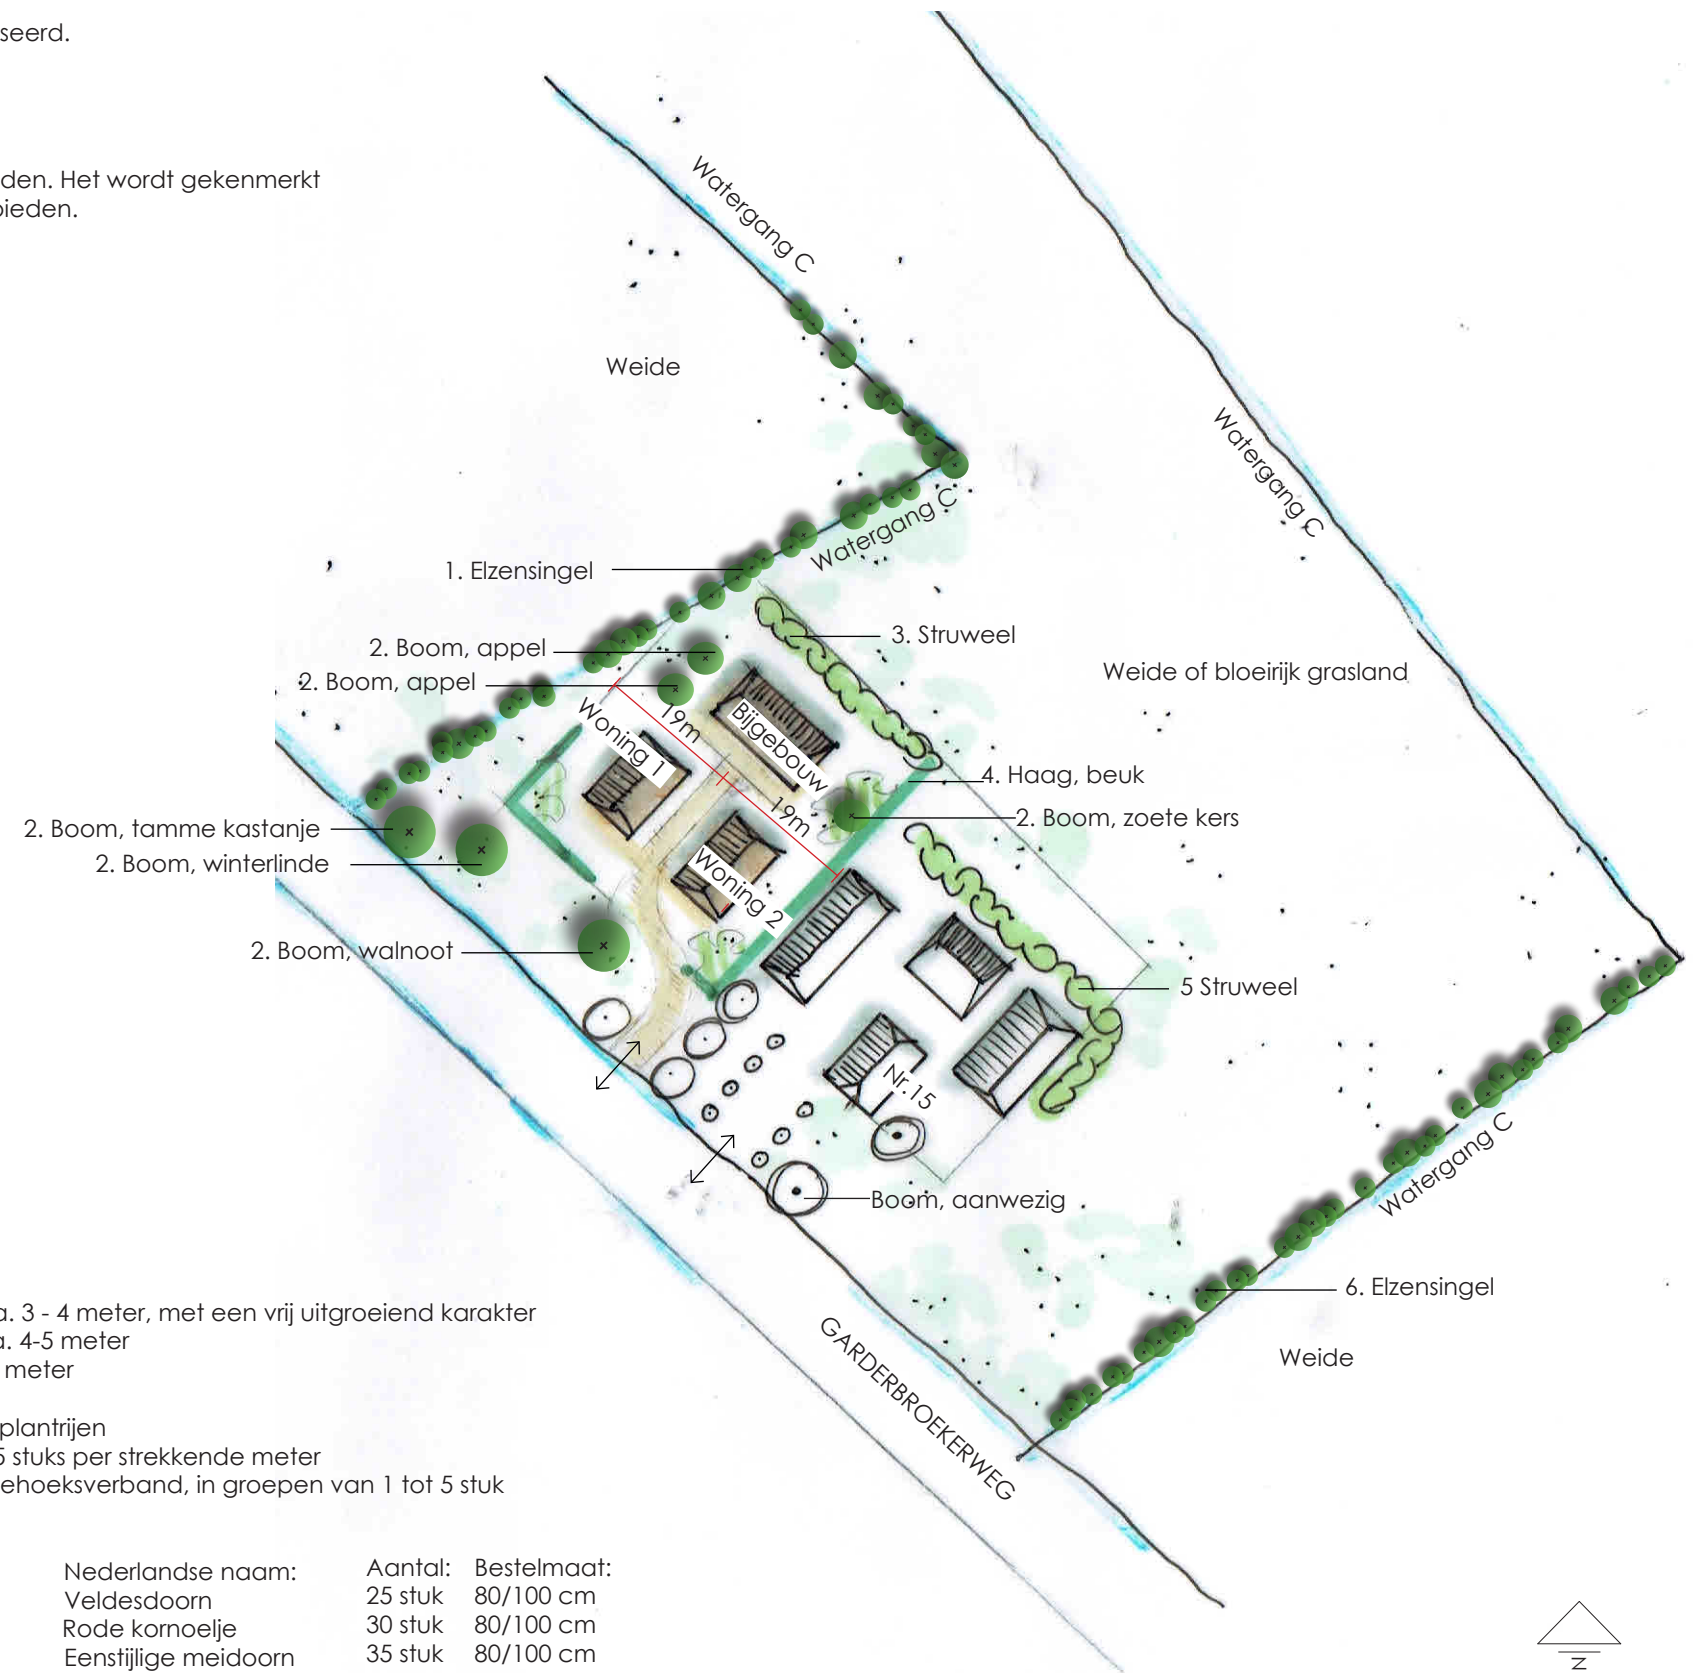 seerd.
den. Het wordt gekenmerkt
pieden.
Watergang C
Weide
Watergang C
Watergang C
1. Elzensingel
2. Boom, appel
3. Struweel
2. Boom, appel
Weide of bloeirijk grasland
Woning 1
19m
Bijgebouw
4. Haag, beuk
19m
2. Boom, zoete kers
2. Boom, tamme kastanje
2. Boom, winterlinde
Woning 2
2. Boom, walnoot
5 Struweel
Nr.15
Watergang C
Boom, aanwezig
6. Elzensingel
a. 3 - 4 meter, met een vrij uitgroeiend karakter
a. 4-5 meter
meter
Weide
GARDERBROEKERWEG
plantrijen
5 stuks per strekkende meter
ehoeksverband, in groepen van 1 tot 5 stuk
Nederlandse naam: Aantal: Bestelmaat:
Veldesdoorn 25 stuk 80/100 cm
Rode kornoelje 30 stuk 80/100 cm
Eenstijlige meidoorn 35 stuk 80/100 cm
N